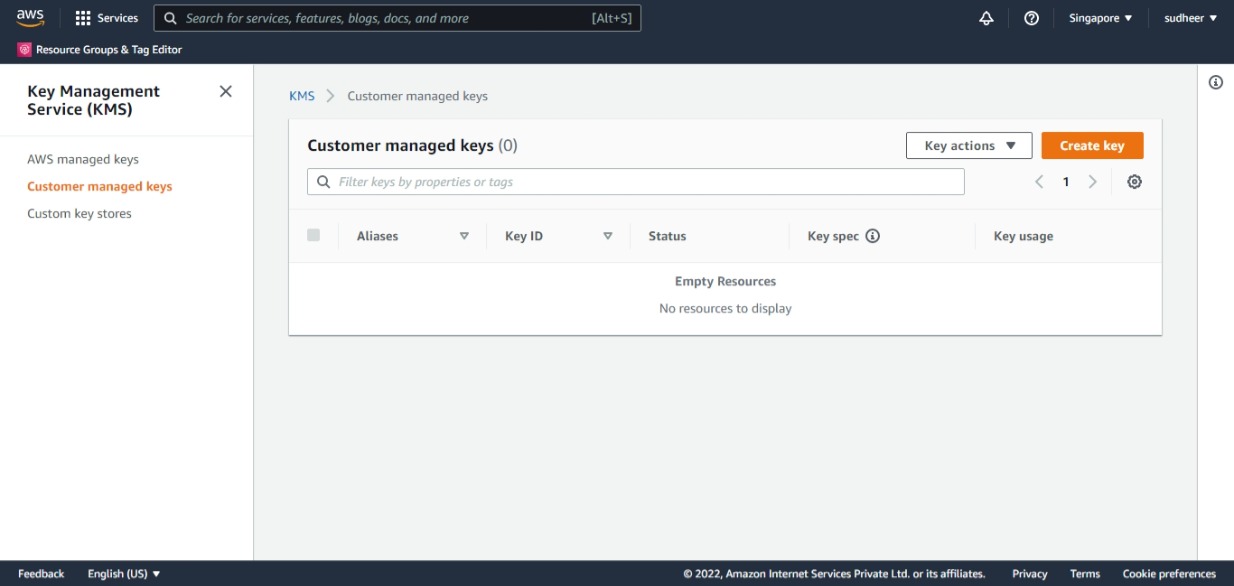 aws
Services
Search for services, features, blogs, docs, and more
[Alt+S]
Singapore ▼
sudheer ▼
Resource Groups & Tag Editor
Key Management
Service (KMS)
AWS managed keys
Customer managed keys
Custom key stores
KMS > Customer managed keys
Customer managed keys (0)
Key actions ▼
Create key
Filter keys by properties or tags
1
Aliases
Key ID
Status
Key spec
Key usage
Empty Resources
No resources to display
Feedback
English (US) ▼
© 2022, Amazon Internet Services Private Ltd. or its affiliates.
Privacy
Terms
Cookie preferences